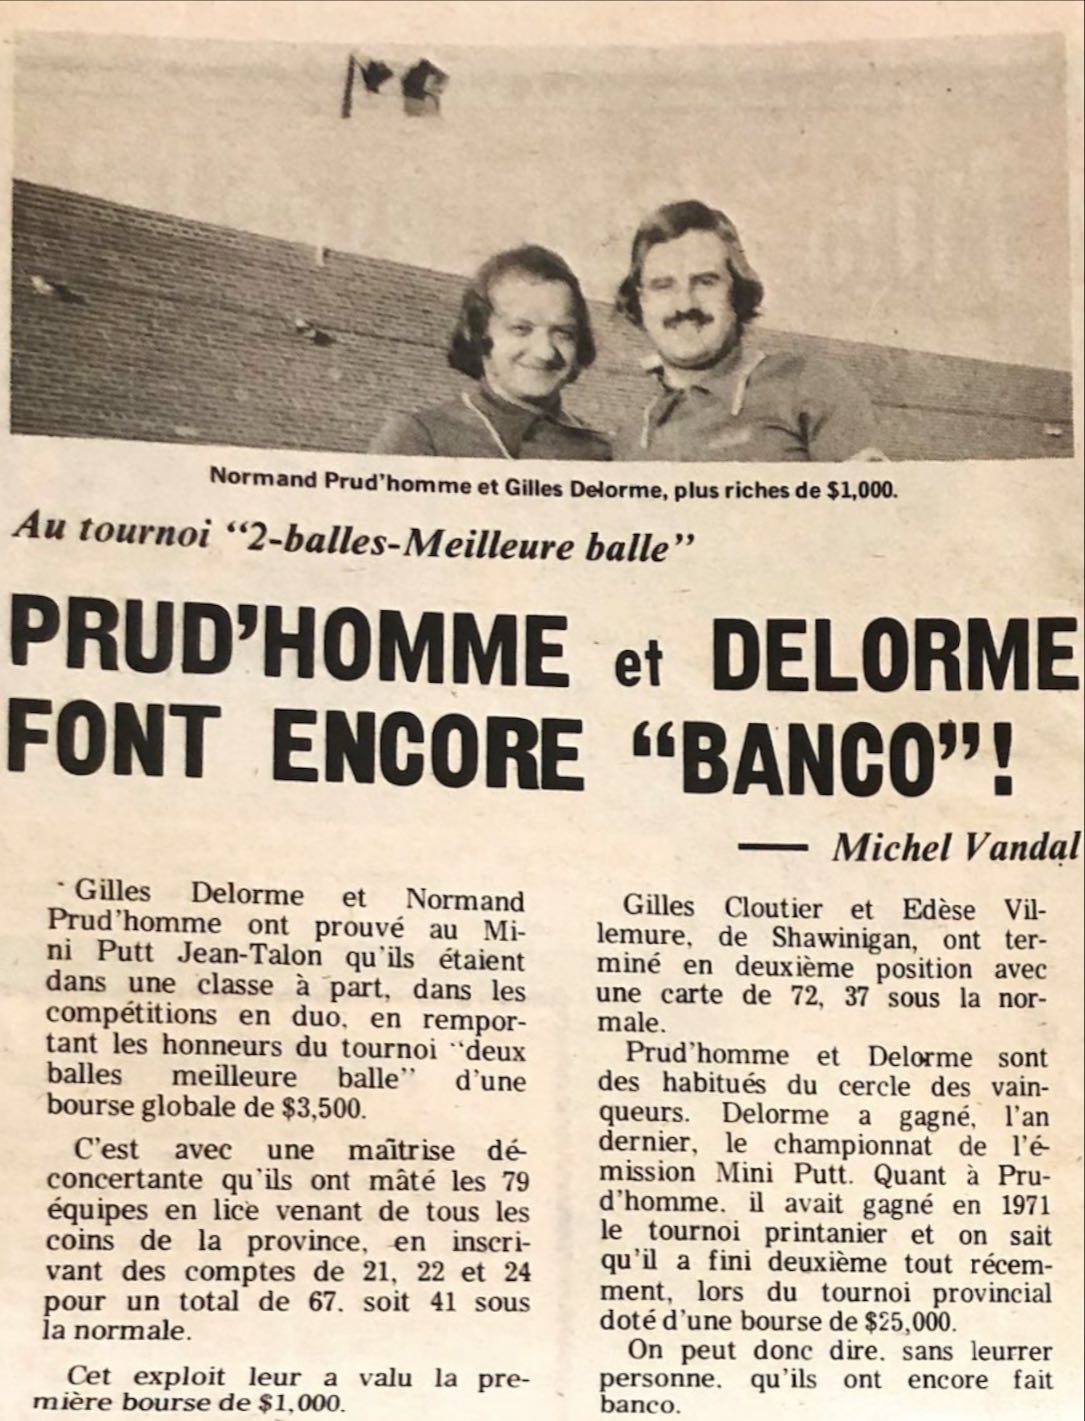 Normand Prud'homme et Gilles Delorme, plus riches de $1,000.
Au tournoi "2-balles-Meilleure balle"
PRUD'HOMME et DELORME
FONT ENCORE "BANCO"!
— Michel Vandal
Gilles Delorme et Normand
Prud'homme ont prouvé au Mi-
ni Putt Jean-Talon qu'ils étaient
dans une classe à part, dans les
compétitions en duo, en rempor-
tant les honneurs du tournoi "deux
balles meilleure balle" d'une
bourse globale de $3,500.
C'est avec une maîtrise dé-
concertante qu'ils ont mâté les 79
équipes en lice venant de tous les
coins de la province, en inscri-
vant des comptes de 21, 22 et 24
pour un total de 67. soit 41 sous
la normale.
Cet exploit leur a valu la pre-
mière bourse de $1,000.
Gilles Cloutier et Edèse Vil-
lemure, de Shawinigan, ont ter-
miné en deuxième position avec
une carte de 72, 37 sous la nor-
male.
Prud'homme et Delorme sont
des habitués du cercle des vain-
queurs. Delorme a gagné, l'an
dernier, le championnat de l'é-
mission Mini Putt. Quant à Pru-
d'homme. il avait gagné en 1971
le tournoi printanier et on sait
qu'il a fini deuxième tout récem-
ment, lors du tournoi provincial
doté d'une bourse de $25,000.
On peut donc dire. sans leurrer
personne. qu'ils ont encore fait
banco.